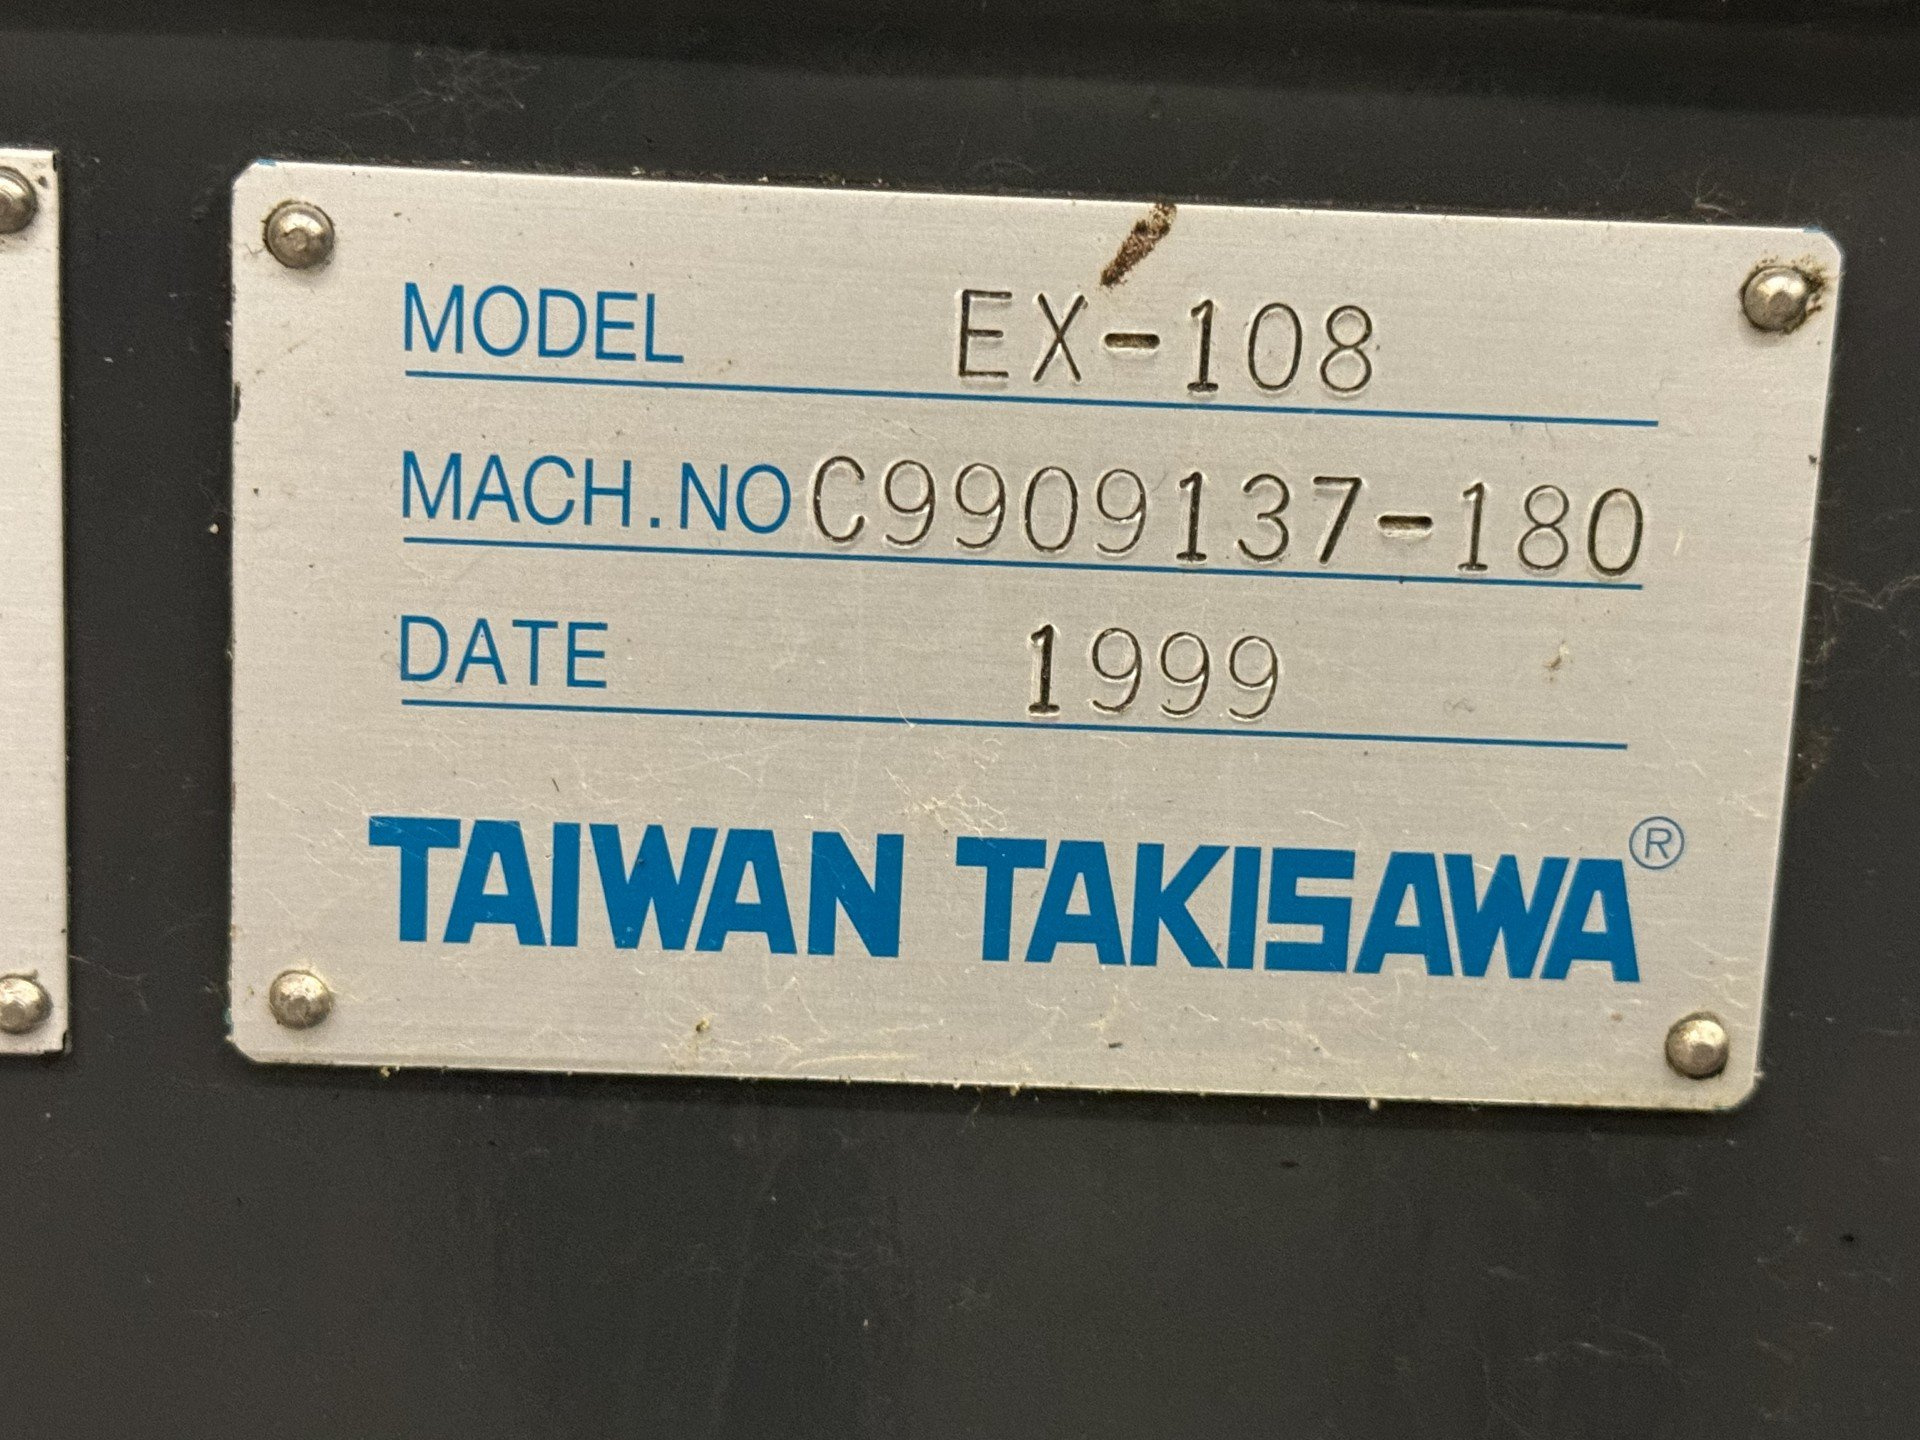 MODEL EX-108
MACH.NO C9909137-180
DATE 1999
TAIWAN TAKISAWA®